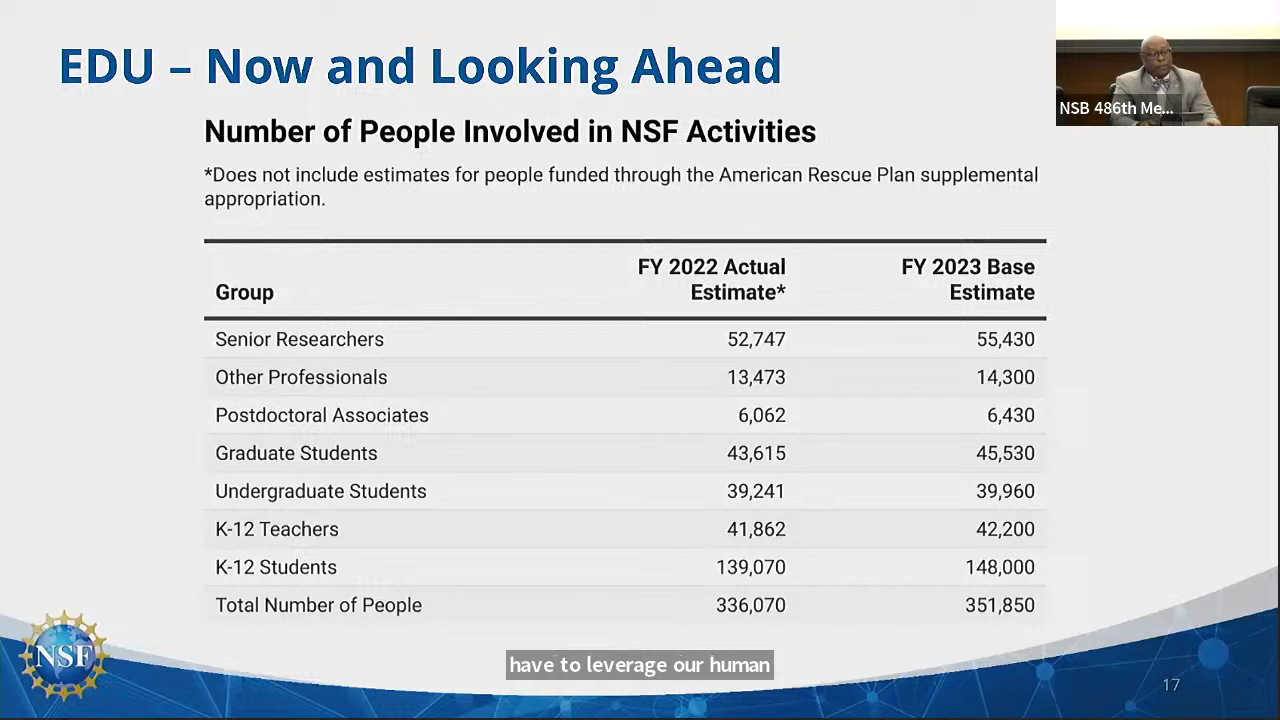 EDU – Now and Looking Ahead
NSB 486th Me...
Number of People Involved in NSF Activities
*Does not include estimates for people funded through the American Rescue Plan supplemental
appropriation.
Group FY 2022 Actual Estimate* FY 2023 Base Estimate
Senior Researchers 52,747 55,430
Other Professionals 13,473 14,300
Postdoctoral Associates 6,062 6,430
Graduate Students 43,615 45,530
Undergraduate Students 39,241 39,960
K-12 Teachers 41,862 42,200
K-12 Students 139,070 148,000
Total Number of People 336,070 351,850
NSF
have to leverage our human
17